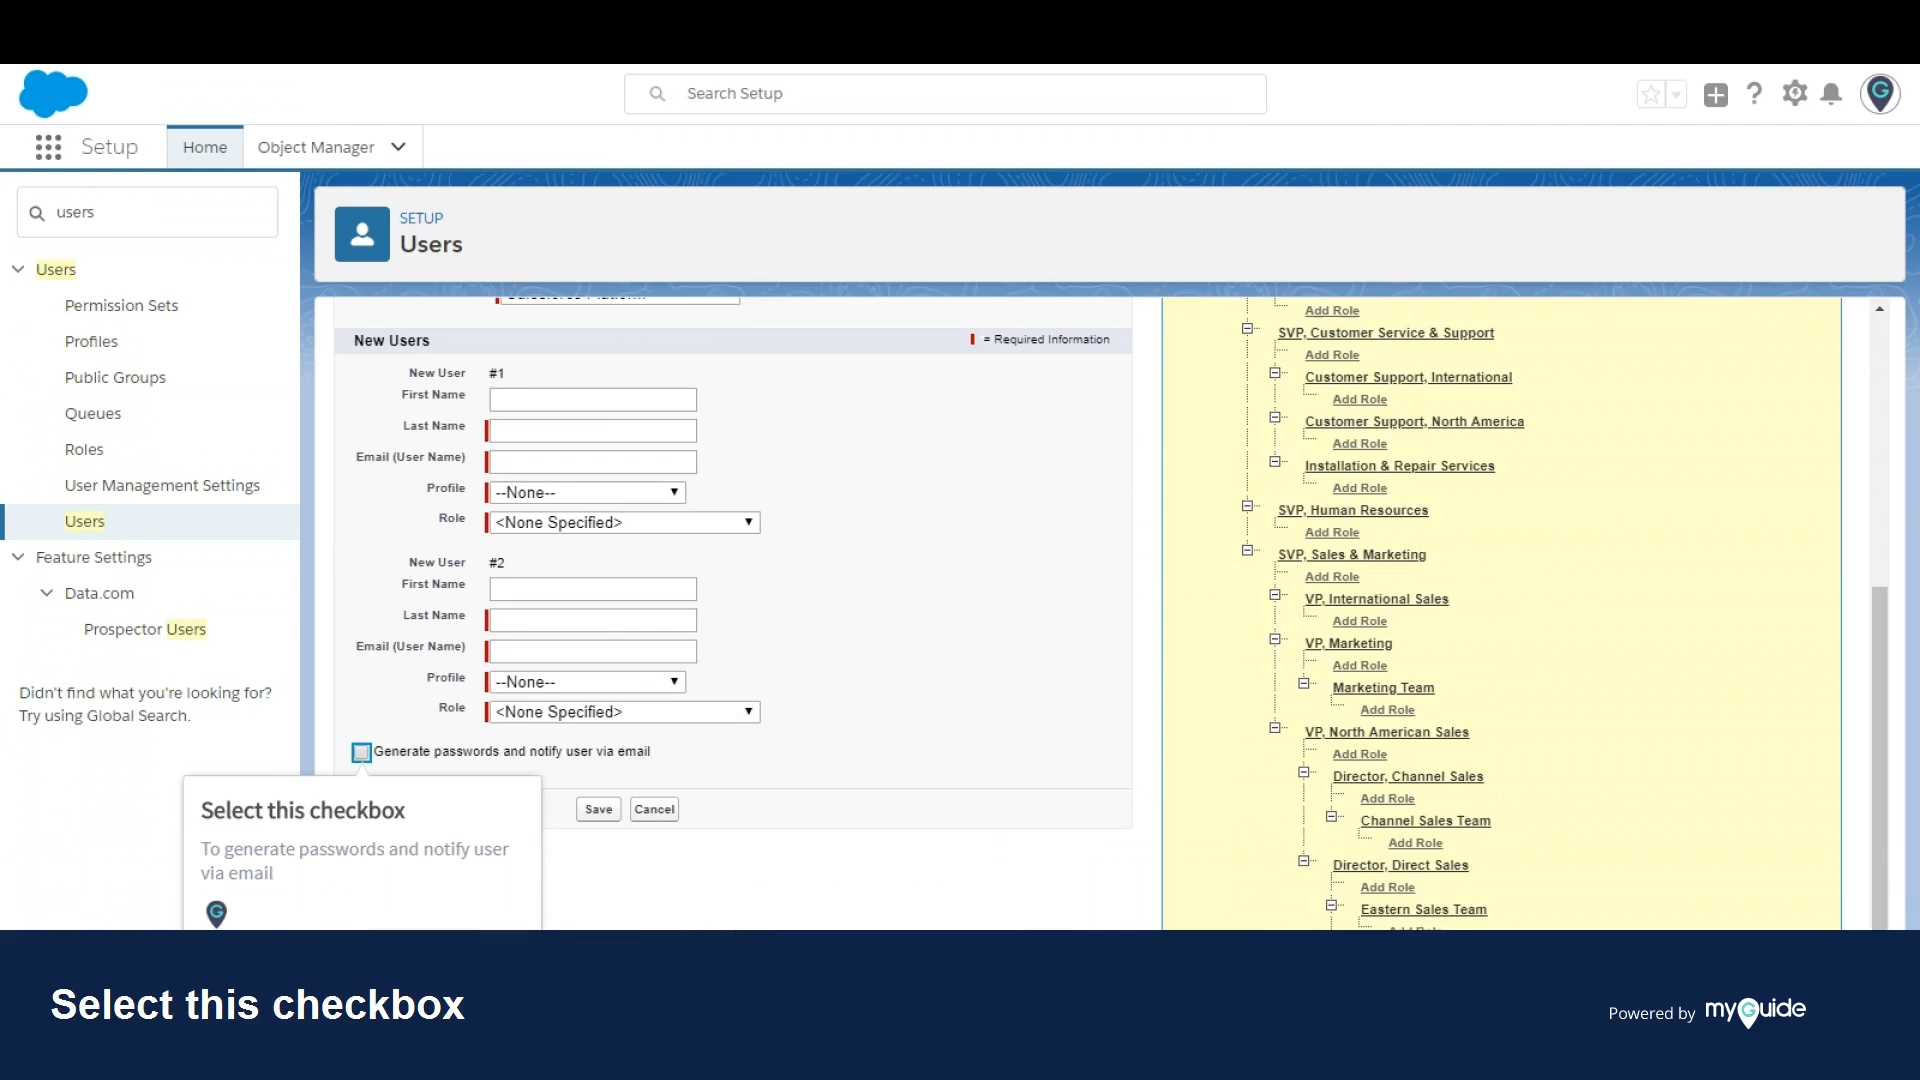 Search Setup
G
Setup
Home
Object Manager
users
Users
Permission Sets
Profiles
Public Groups
Queues
Roles
User Management Settings
Users
Feature Settings
Data.com
Prospector Users
Didn't find what you're looking for?
Try using Global Search.
SETUP
Users
New Users
= Required Information
New User #1
First Name
Last Name
Email (User Name)
Profile --None--
Role <None Specified>
New User #2
First Name
Last Name
Email (User Name)
Profile --None--
Role <None Specified>
Generate passwords and notify user via email
Save Cancel
Select this checkbox
To generate passwords and notify user
via email
G
Add Role
SVP, Customer Service & Support
Add Role
Customer Support, International
Add Role
Customer Support, North America
Add Role
Installation & Repair Services
Add Role
SVP, Human Resources
Add Role
SVP, Sales & Marketing
Add Role
VP, International Sales
Add Role
VP, Marketing
Add Role
Marketing Team
Add Role
VP, North American Sales
Add Role
Director, Channel Sales
Add Role
Channel Sales Team
Add Role
Director, Direct Sales
Add Role
Eastern Sales Team
Select this checkbox
Powered by myGuide